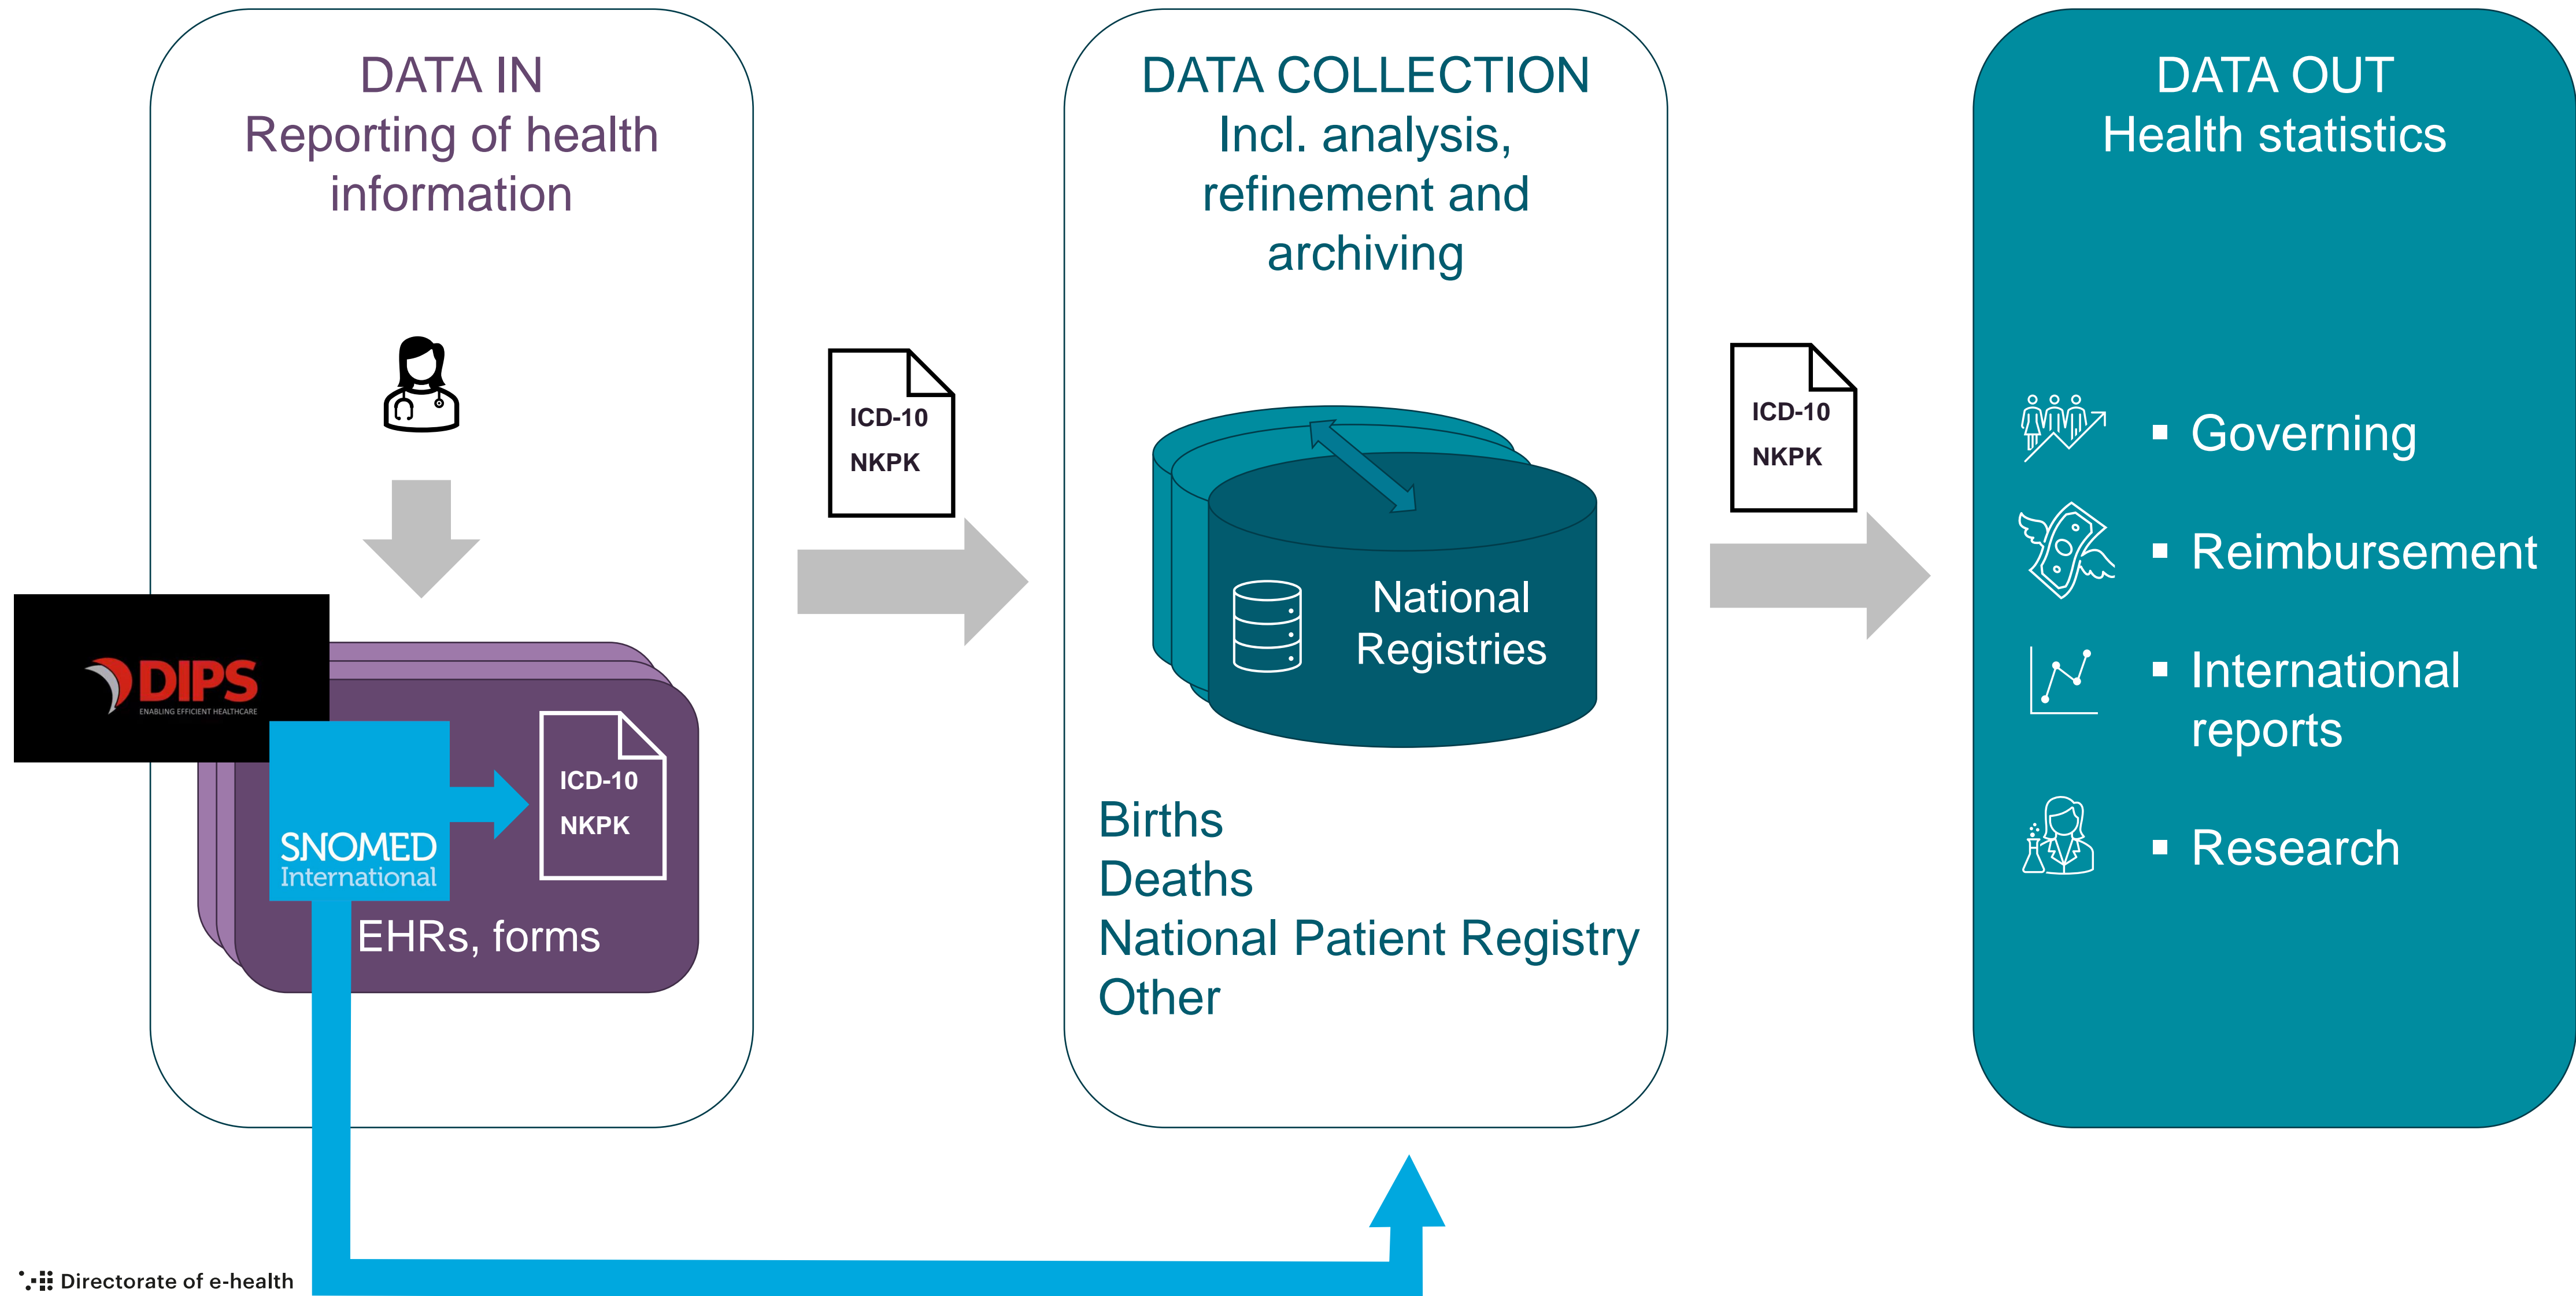 DATA IN
Reporting of health
information
DIPS
ENABLING EFFICIENT HEALTHCARE
SNOMED
International
ICD-10
NKPK
EHRs, forms
ICD-10
NKPK
DATA COLLECTION
Incl. analysis,
refinement and
archiving
National
Registries
Births
Deaths
National Patient Registry
Other
ICD-10
NKPK
DATA OUT
Health statistics
▪ Governing
▪ Reimbursement
▪ International
reports
▪ Research
Directorate of e-health